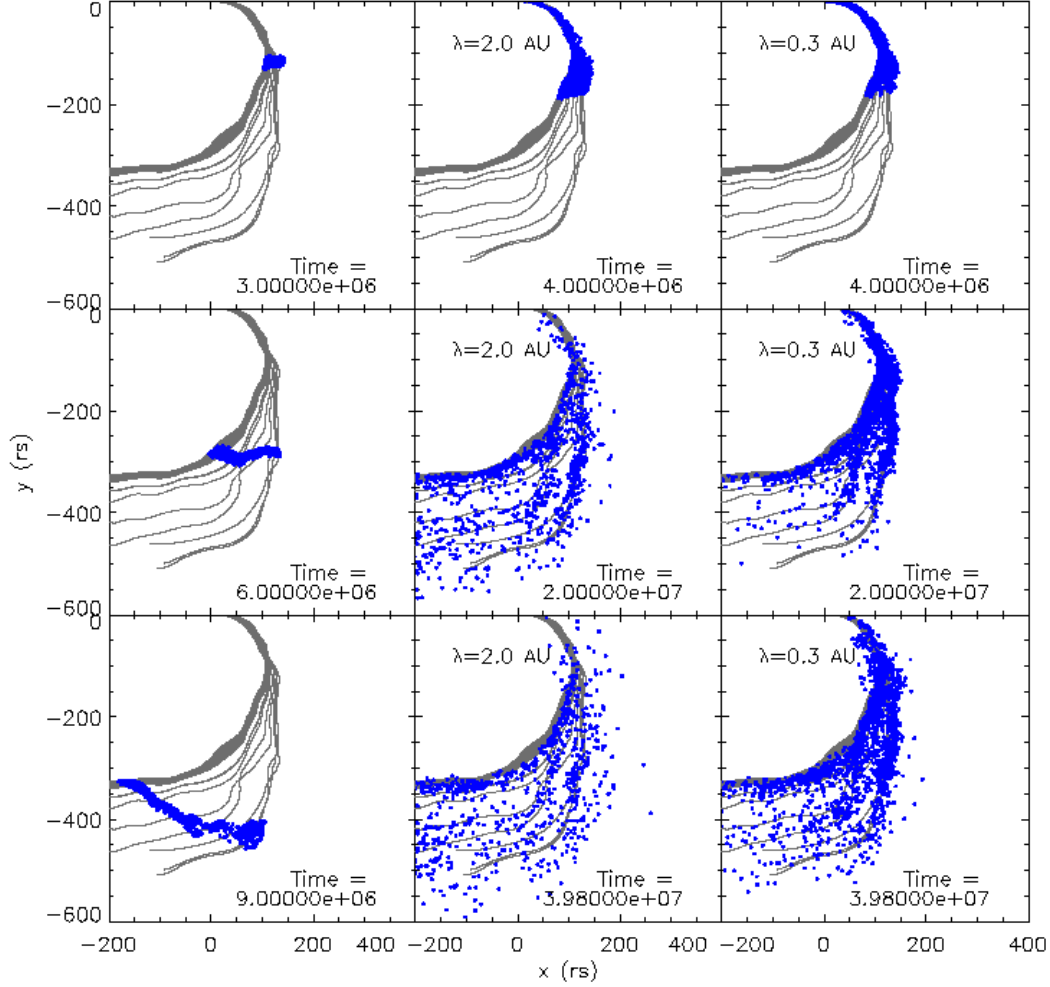 0
λ=2.0 AU
λ=0.3 AU
-200
-400
Time =
3.00000e+06
Time =
4.00000e+06
Time =
4.00000e+06
-600
0
λ=2.0 AU
λ=0.3 AU
-200
y (rs)
-400
Time =
6.00000e+06
Time =
2.00000e+07
Time =
2.00000e+07
-600
0
λ=2.0 AU
λ=0.3 AU
-200
-400
Time =
9.00000e+06
Time =
3.98000e+07
Time =
3.98000e+07
-600
-200 0 200 0 200 0 200 400
x (rs)